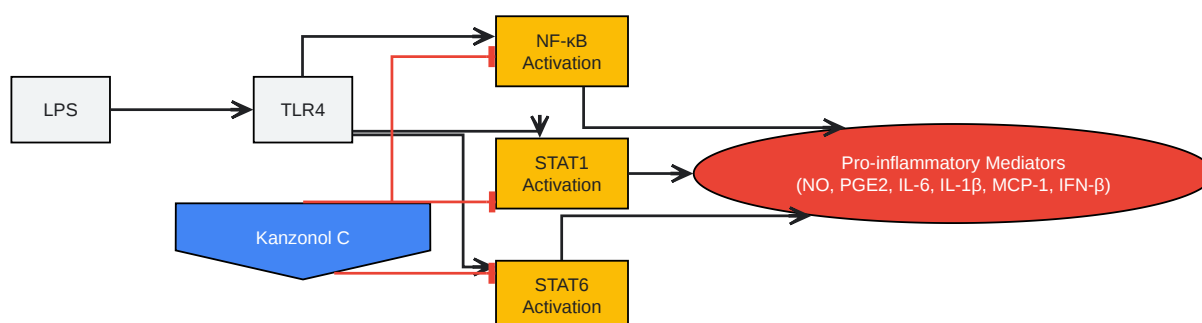 NF-κB
Activation
LPS
TLR4
STAT1
Activation
Pro-inflammatory Mediators
(NO, PGE2, IL-6, IL-1β, MCP-1, IFN-β)
Kanzonol C
STAT6
Activation